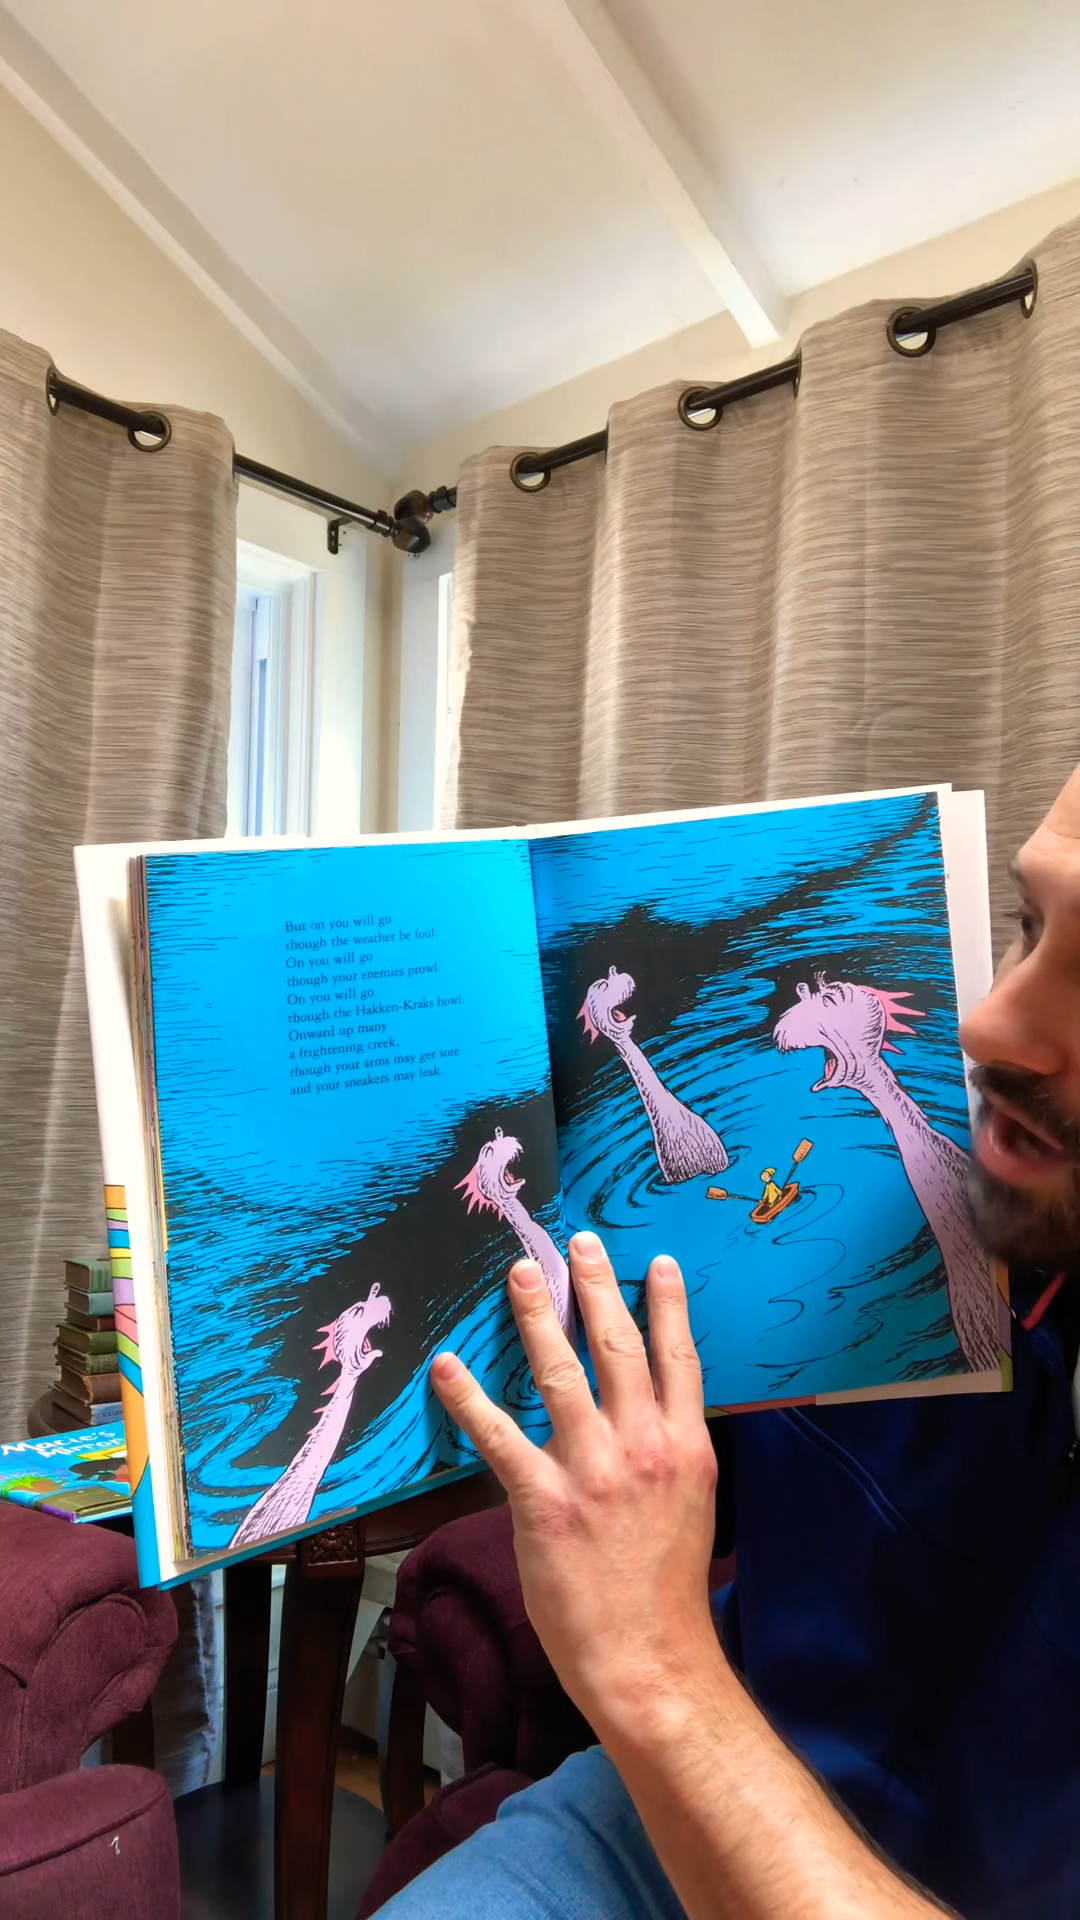 But on you will go
though the weather be foul.
On you will go
though your enemies prowl.
On you will go
though the Hakken-Kraks howl.
Onward up many
a frightening creek,
though your arms may get sore
and your sneakers may leak.
Macie's
Mirror